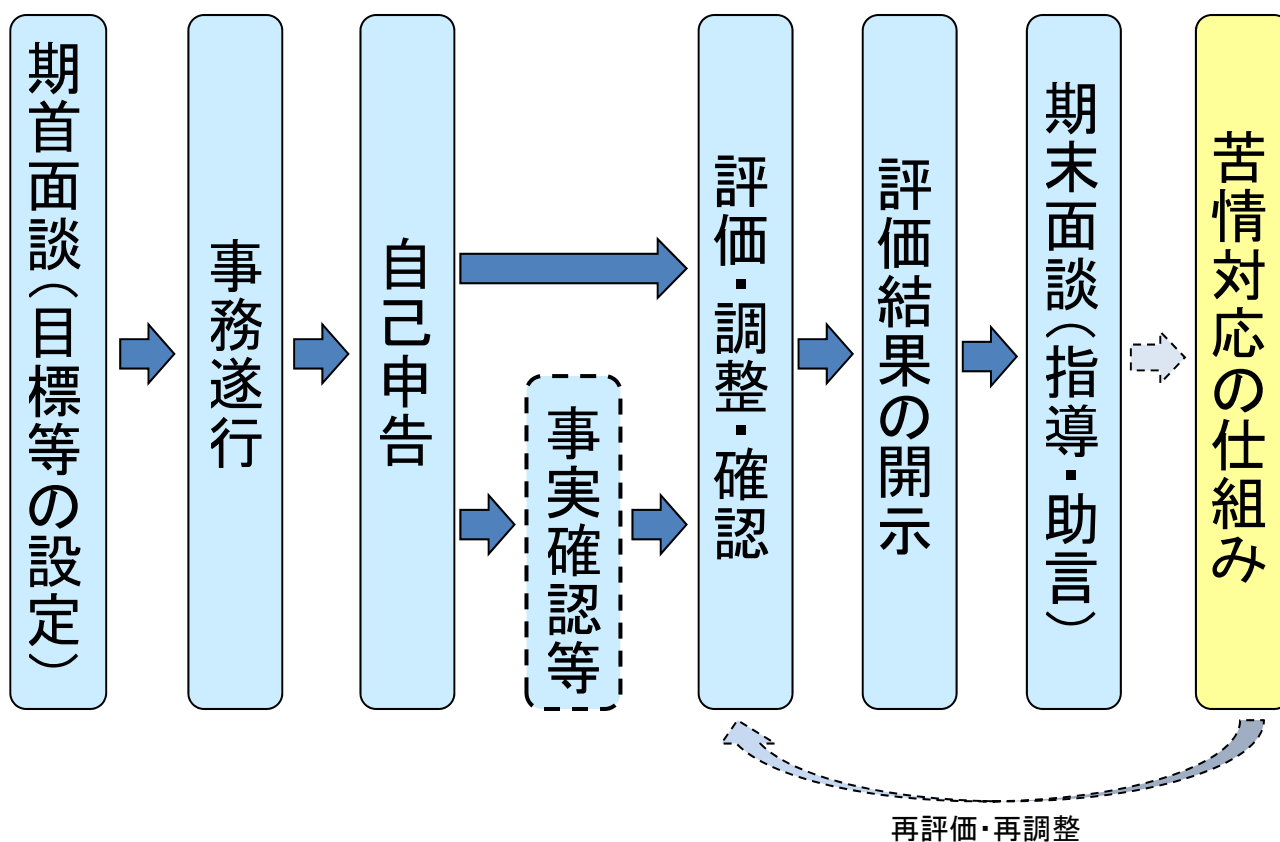 期首面談（目標等の設定）
事務遂行
自己申告
事実確認等
評価・調整・確認
評価結果の開示
期末面談（指導・助言）
苦情対応の仕組み
再評価・再調整